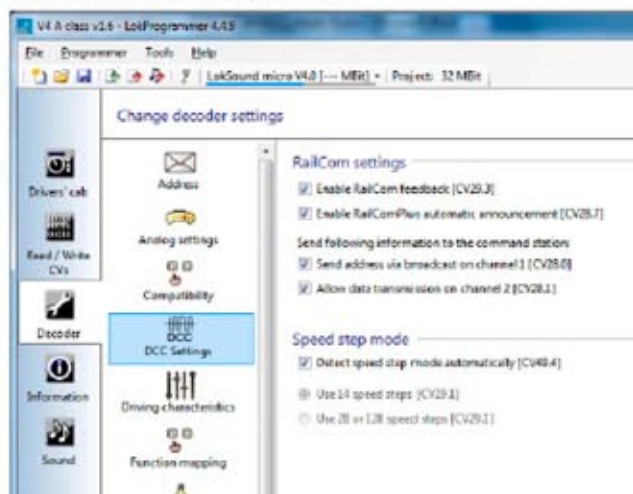 V4 A class v1.6 - LokProgrammer 4.4.9
File Programmer Tools Help
LokSound micro V4.0 [--- MBit] Project: 32 MBit
Change decoder settings
Drivers' cab
Read / Write
CVs
Decoder
Information
Sound
Address
Analog settings
Compatibility
DCC
DCC Settings
Driving characteristics
Function mapping
RailCom settings
Enable RailCom feedback [CV29.3]
Enable RailComPlus automatic announcement [CV28.7]
Send following information to the command station:
Send address via broadcast on channel 1 [CV28.0]
Allow data transmission on channel 2 [CV28.1]
Speed step mode
Detect speed step mode automatically [CV49.4]
Use 14 speed steps [CV29.1]
Use 28 or 128 speed steps [CV29.1]